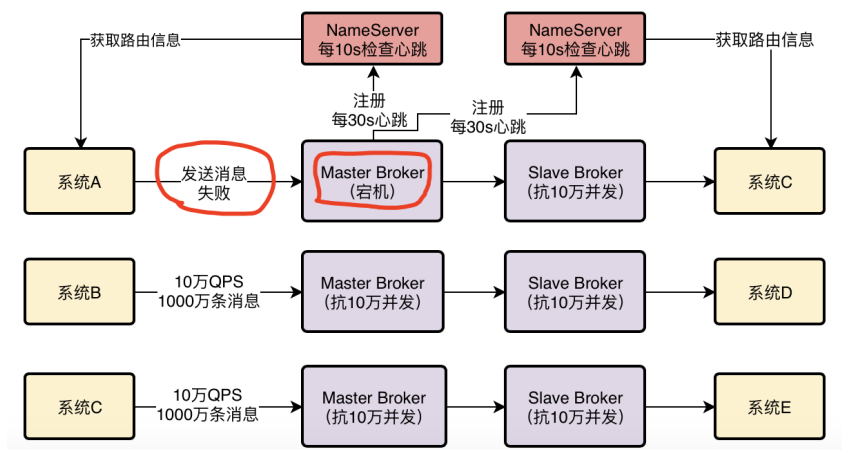 NameServer
每10s检查心跳
NameServer
每10s检查心跳
获取路由信息
获取路由信息
注册
每30s心跳
注册
每30s心跳
系统A
发送消息
失败
Master Broker
（宕机）
Slave Broker
（抗10万并发）
系统C
系统B
10万QPS
1000万条消息
Master Broker
（抗10万并发）
Slave Broker
（抗10万并发）
系统D
系统C
10万QPS
1000万条消息
Master Broker
（抗10万并发）
Slave Broker
（抗10万并发）
系统E